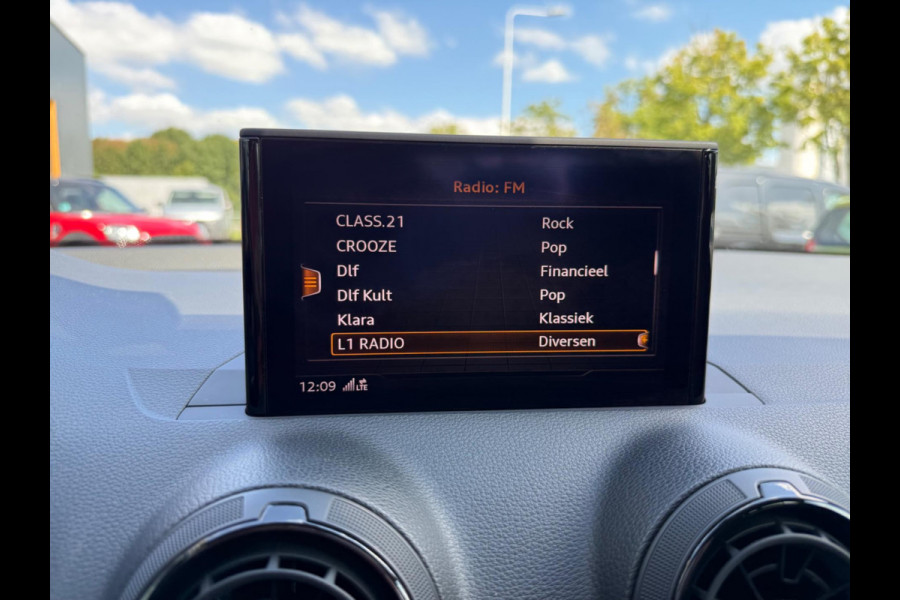 Radio: FM
CLASS.21 Rock
CROOZE Pop
Dlf Financieel
Dlf Kult Pop
Klara Klassiek
L1 RADIO Diversen
12:09 LTE